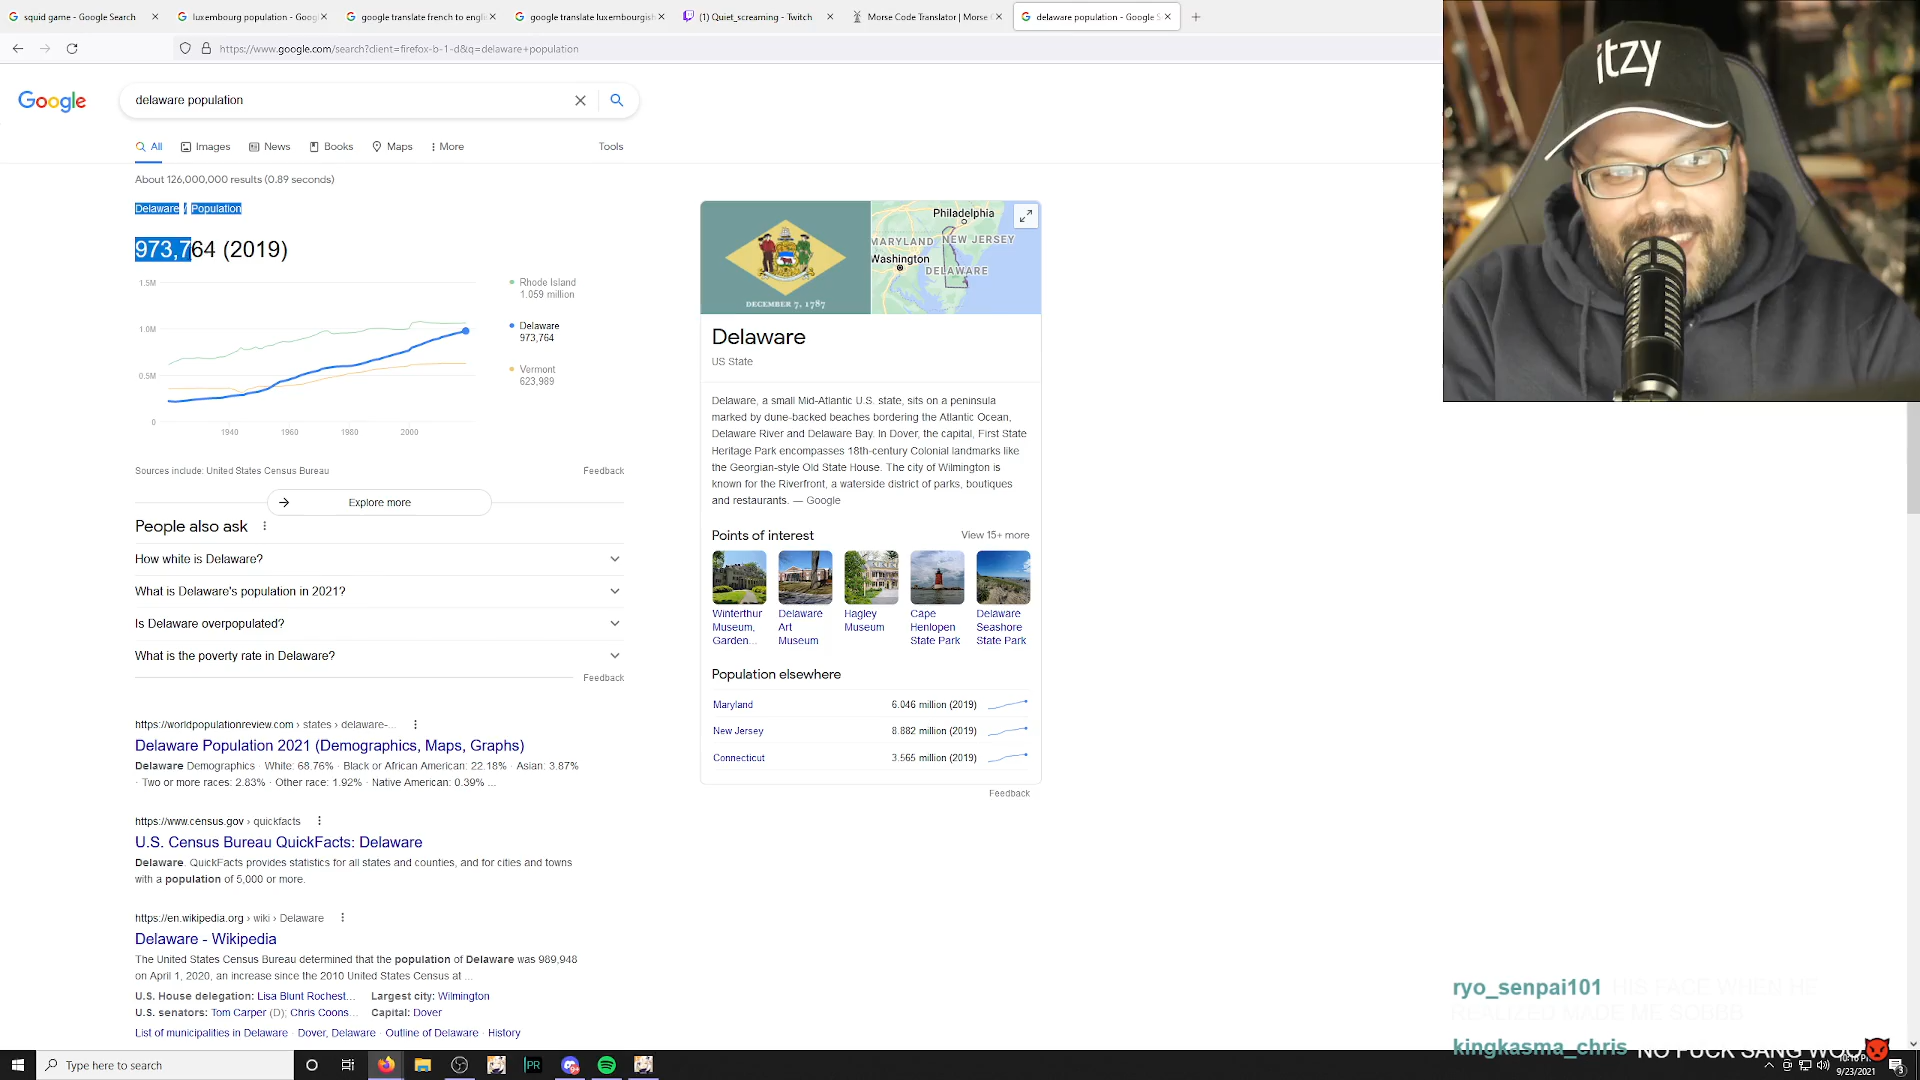 squid game - Google Search
luxembourg population - Goog
google translate french to engli
google translate luxembourgish
(1) Quiet_screaming - Twitch
Morse Code Translator | Morse C
delaware population - Google S
https://www.google.com/search?client=firefox-b-1-d&q=delaware+population
itzy
Google
delaware population
All
Images
News
Books
Maps
More
Tools
About 126,000,000 results (0.89 seconds)
Delaware / Population
973,764 (2019)
1.5M
1.0M
0.5M
0
1940
1960
1980
2000
Rhode Island
1.059 million
Delaware
973,764
Vermont
623,989
Sources include: United States Census Bureau
Feedback
Explore more
People also ask
How white is Delaware?
What is Delaware's population in 2021?
Is Delaware overpopulated?
What is the poverty rate in Delaware?
Feedback
https://worldpopulationreview.com › states › delaware-...
Delaware Population 2021 (Demographics, Maps, Graphs)
Delaware Demographics · White: 68.76% · Black or African American: 22.18% · Asian: 3.87%
· Two or more races: 2.83% · Other race: 1.92% · Native American: 0.39% ...
https://www.census.gov › quickfacts
U.S. Census Bureau QuickFacts: Delaware
Delaware. QuickFacts provides statistics for all states and counties, and for cities and towns
with a population of 5,000 or more.
https://en.wikipedia.org › wiki › Delaware
Delaware - Wikipedia
The United States Census Bureau determined that the population of Delaware was 989,948
on April 1, 2020, an increase since the 2010 United States Census at ...
U.S. House delegation: Lisa Blunt Rochest...
Largest city: Wilmington
U.S. senators: Tom Carper (D); Chris Coons...
Capital: Dover
List of municipalities in Delaware · Dover, Delaware · Outline of Delaware · History
DECEMBER 7, 1787
Philadelphia
MARYLAND
NEW JERSEY
Washington
DELAWARE
Delaware
US State
Delaware, a small Mid-Atlantic U.S. state, sits on a peninsula
marked by dune-backed beaches bordering the Atlantic Ocean,
Delaware River and Delaware Bay. In Dover, the capital, First State
Heritage Park encompasses 18th-century Colonial landmarks like
the Georgian-style Old State House. The city of Wilmington is
known for the Riverfront, a waterside district of parks, boutiques
and restaurants. — Google
Points of interest
View 15+ more
Winterthur
Museum,
Garden...
Delaware
Art
Museum
Hagley
Museum
Cape
Henlopen
State Park
Delaware
Seashore
State Park
Population elsewhere
Maryland
6.046 million (2019)
New Jersey
8.882 million (2019)
Connecticut
3.565 million (2019)
Feedback
ryo_senpai101 HIS FACE WHEN HE
REALIZED MADE ME SOBBB
kingkasma_chris NO FUCK SANG WOO
Type here to search
PR
9/23/2021
3